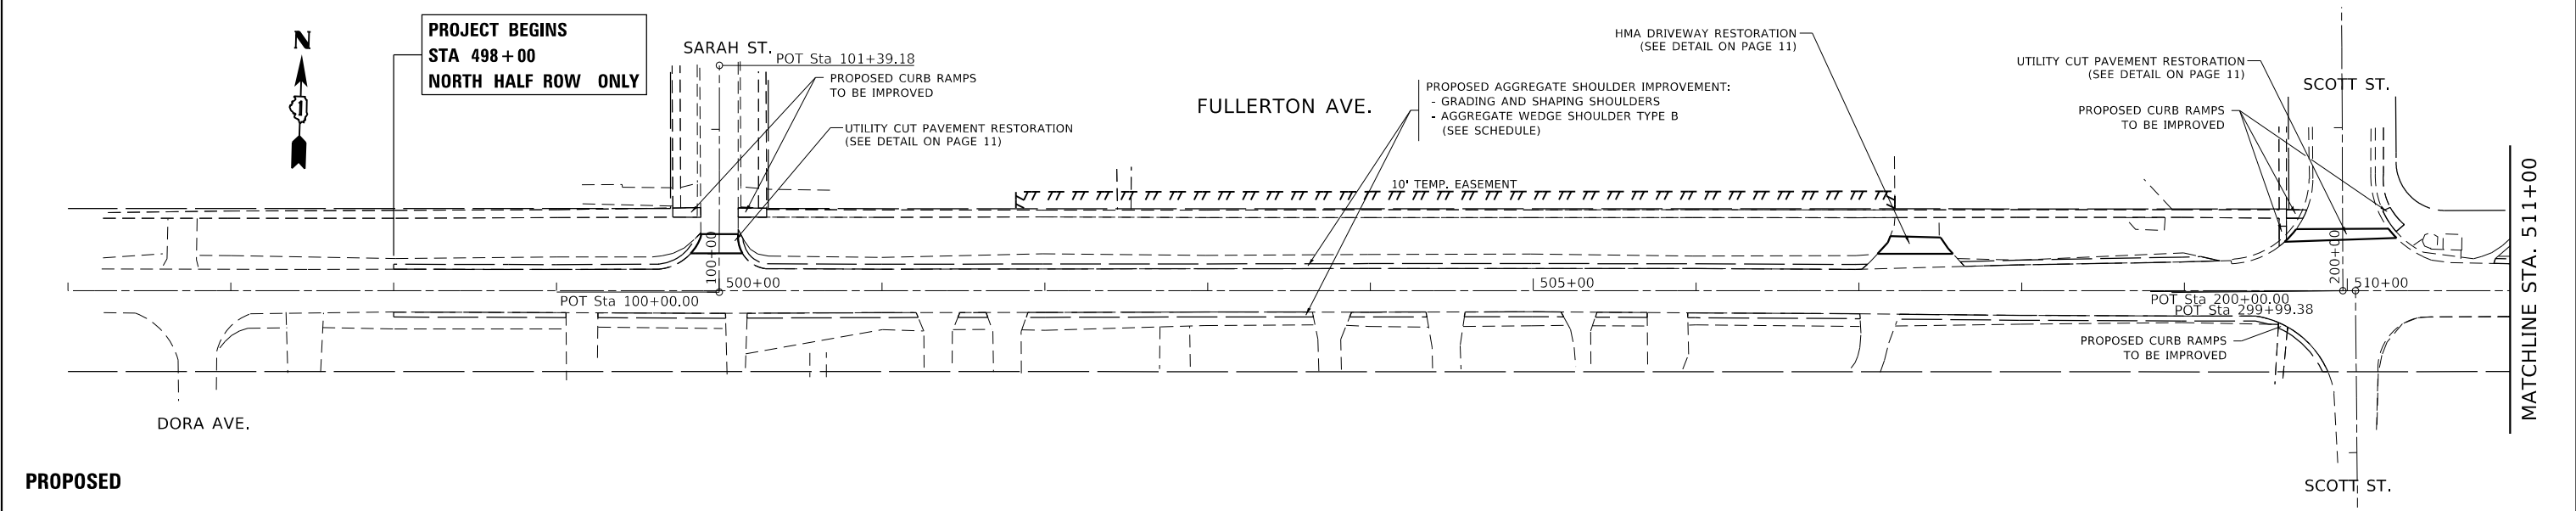 PROJECT BEGINS
STA 498+00
NORTH HALF ROW ONLY
N
1
SARAH ST.
POT Sta 101+39.18
PROPOSED CURB RAMPS
TO BE IMPROVED
UTILITY CUT PAVEMENT RESTORATION
(SEE DETAIL ON PAGE 11)
FULLERTON AVE.
PROPOSED AGGREGATE SHOULDER IMPROVEMENT:
- GRADING AND SHAPING SHOULDERS
- AGGREGATE WEDGE SHOULDER TYPE B
(SEE SCHEDULE)
10' TEMP. EASEMENT
HMA DRIVEWAY RESTORATION
(SEE DETAIL ON PAGE 11)
UTILITY CUT PAVEMENT RESTORATION
(SEE DETAIL ON PAGE 11)
SCOTT ST.
PROPOSED CURB RAMPS
TO BE IMPROVED
MATCHLINE STA. 511+00
100+00
500+00
POT Sta 100+00.00
505+00
200+00
510+00
POT Sta 200+00.00
POT Sta 299+99.38
PROPOSED CURB RAMPS
TO BE IMPROVED
DORA AVE.
PROPOSED
SCOTT ST.